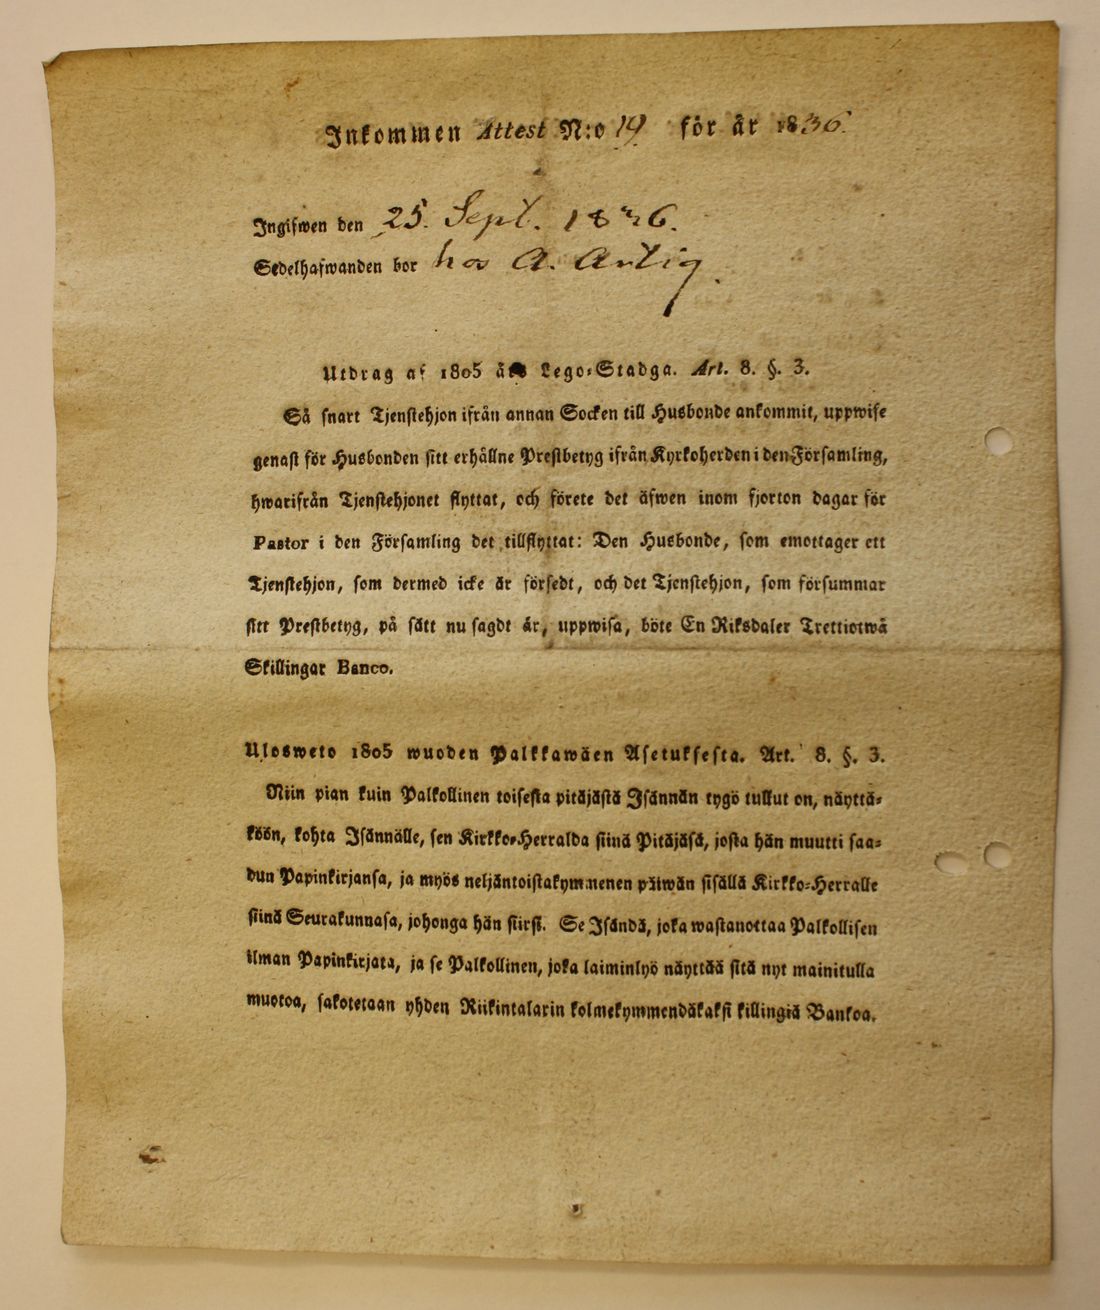 Inkommen Attest N:o 19 för år 1836.
Ingifwen den 25. Sept. 1836.
Sedelhafwanden bor hos A. Artig.
Utdrag af 1805 års Lego-Stadga. Art. 8. §. 3.
Så snart Tjenstehjon ifrån annan Socken till Husbonde ankommit, uppwise
genast för Husbonden sitt erhållne Prestbetyg ifrån Kyrkoherden i den Församling,
hwarifrån Tjenstehjonet flyttat, och förete det äfwen inom fjorton dagar för
Pastor i den Församling det tillflyttat: Den Husbonde, som emottager ett
Tjenstehjon, som dermed icke är försedt, och det Tjenstehjon, som försummar
sitt Prestbetyg, på sätt nu sagdt är, uppwisa, böte En Riksdaler Trettiotwå
Skillingar Banco.
Ulosweto 1805 wuoden Palkkawäen Asetuksesta. Art. 8. §. 3.
Niin pian kuin Palkollinen toisesta pitäjästä Isännän tygö tullut on, näyttä-
köön, kohta Isännälle, sen Kirkko-Herralda siinä Pitäjäsä, josta hän muutti saa-
dun Papinkirjansa, ja myös neljäntoistakymmenen päiwän sisällä Kirkko-Herralle
siinä Seurakunnasa, johonga hän siirsi. Se Isändä, joka wastanottaa Palkollisen
ilman Papinkirjata, ja se Palkollinen, joka laiminlyö näyttää sitä nyt mainitulla
muotoa, sakotetaan yhden Riikintalarin kolmekymmendäkaksi killingiä Bankoa.